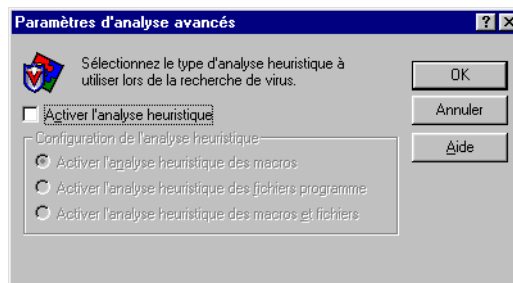 Paramètres d'analyse avancés
Sélectionnez le type d'analyse heuristique à
utiliser lors de la recherche de virus.
OK
Activer l'analyse heuristique
Annuler
Configuration de l'analyse heuristique
Aide
Activer l'analyse heuristique des macros
Activer l'analyse heuristique des fichiers programme
Activer l'analyse heuristique des macros et fichiers